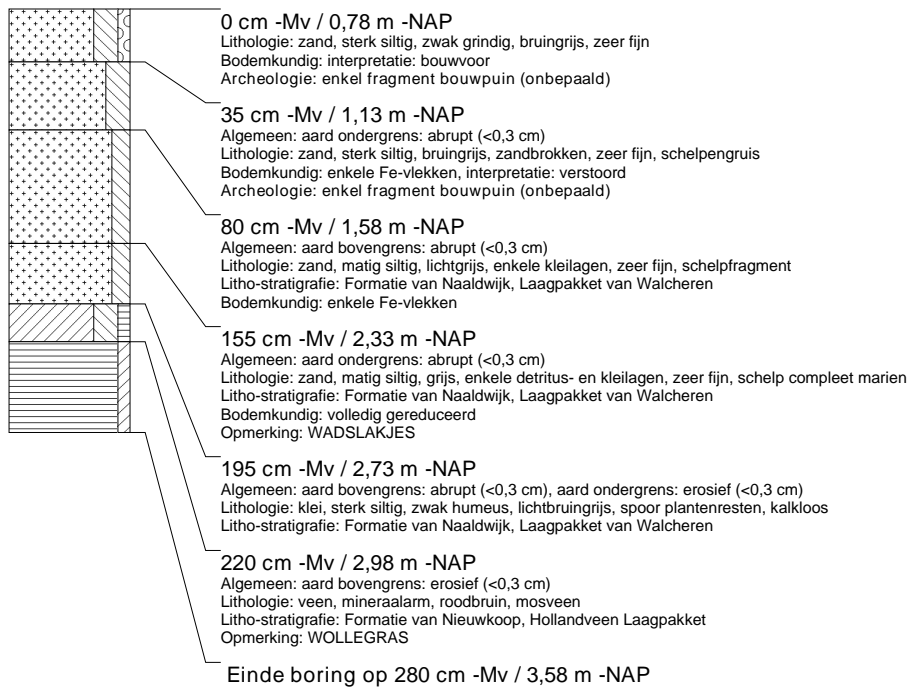 0 cm -Mv / 0,78 m -NAP
Lithologie: zand, sterk siltig, zwak grindig, bruingrijs, zeer fijn
Bodemkundig: interpretatie: bouwvoor
Archeologie: enkel fragment bouwpuin (onbepaald)
35 cm -Mv / 1,13 m -NAP
Algemeen: aard ondergrens: abrupt (<0,3 cm)
Lithologie: zand, sterk siltig, bruingrijs, zandbrokken, zeer fijn, schelpengruis
Bodemkundig: enkele Fe-vlekken, interpretatie: verstoord
Archeologie: enkel fragment bouwpuin (onbepaald)
80 cm -Mv / 1,58 m -NAP
Algemeen: aard bovengrens: abrupt (<0,3 cm)
Lithologie: zand, matig siltig, lichtgrijs, enkele kleilagen, zeer fijn, schelpfragment
Litho-stratigrafie: Formatie van Naaldwijk, Laagpakket van Walcheren
Bodemkundig: enkele Fe-vlekken
155 cm -Mv / 2,33 m -NAP
Algemeen: aard ondergrens: abrupt (<0,3 cm)
Lithologie: zand, matig siltig, grijs, enkele detritus- en kleilagen, zeer fijn, schelp compleet marien
Litho-stratigrafie: Formatie van Naaldwijk, Laagpakket van Walcheren
Bodemkundig: volledig gereduceerd
Opmerking: WADSLAKJES
195 cm -Mv / 2,73 m -NAP
Algemeen: aard bovengrens: abrupt (<0,3 cm), aard ondergrens: erosief (<0,3 cm)
Lithologie: klei, sterk siltig, zwak humeus, lichtbruingrijs, spoor plantenresten, kalkloos
Litho-stratigrafie: Formatie van Naaldwijk, Laagpakket van Walcheren
220 cm -Mv / 2,98 m -NAP
Algemeen: aard bovengrens: erosief (<0,3 cm)
Lithologie: veen, mineraalarm, roodbruin, mosveen
Litho-stratigrafie: Formatie van Nieuwkoop, Hollandveen Laagpakket
Opmerking: WOLLEGRAS
Einde boring op 280 cm -Mv / 3,58 m -NAP